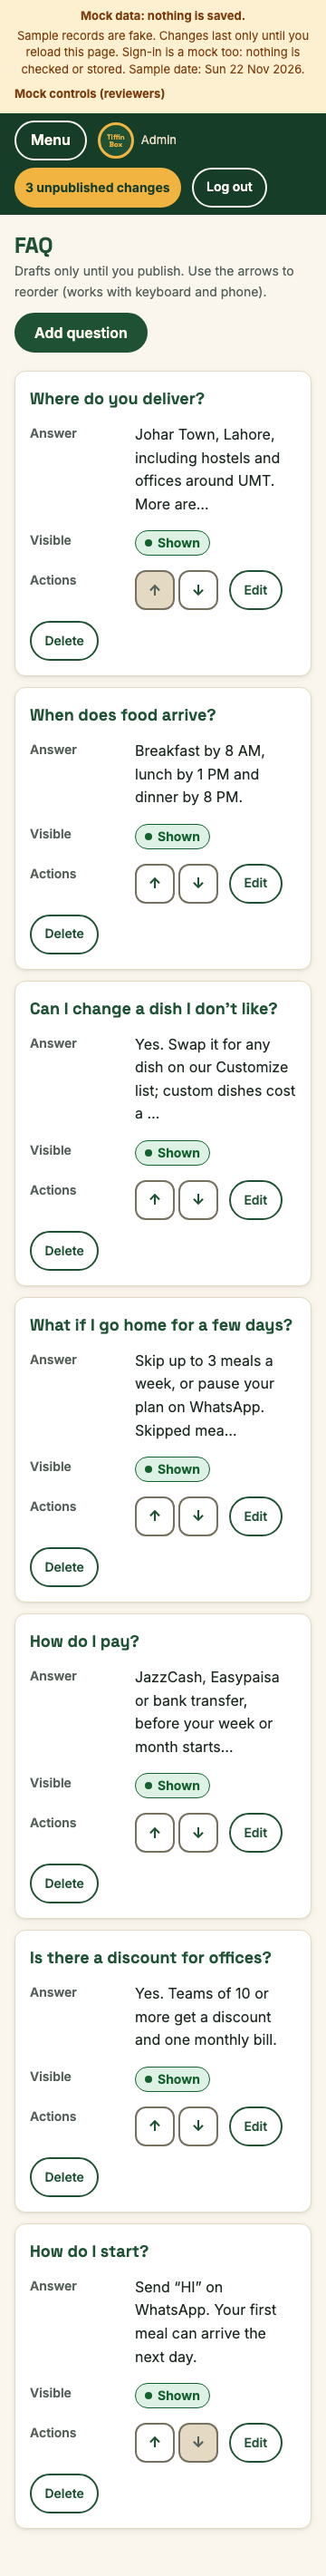 Mock data: nothing is saved.
Sample records are fake. Changes last only until you
reload this page. Sign-in is a mock too: nothing is
checked or stored. Sample date: Sun 22 Nov 2026.
Mock controls (reviewers)
Menu
Tiffin
Box
Admin
3 unpublished changes
Log out
FAQ
Drafts only until you publish. Use the arrows to
reorder (works with keyboard and phone).
Add question
Where do you deliver?
Answer
Johar Town, Lahore,
including hostels and
offices around UMT.
More are...
Visible
Shown
Actions
↑ ↓ Edit
Delete
When does food arrive?
Answer
Breakfast by 8 AM,
lunch by 1 PM and
dinner by 8 PM.
Visible
Shown
Actions
↑ ↓ Edit
Delete
Can I change a dish I don’t like?
Answer
Yes. Swap it for any
dish on our Customize
list; custom dishes cost
a ...
Visible
Shown
Actions
↑ ↓ Edit
Delete
What if I go home for a few days?
Answer
Skip up to 3 meals a
week, or pause your
plan on WhatsApp.
Skipped mea...
Visible
Shown
Actions
↑ ↓ Edit
Delete
How do I pay?
Answer
JazzCash, Easypaisa
or bank transfer,
before your week or
month starts...
Visible
Shown
Actions
↑ ↓ Edit
Delete
Is there a discount for offices?
Answer
Yes. Teams of 10 or
more get a discount
and one monthly bill.
Visible
Shown
Actions
↑ ↓ Edit
Delete
How do I start?
Answer
Send “HI” on
WhatsApp. Your first
meal can arrive the
next day.
Visible
Shown
Actions
↑ ↓ Edit
Delete